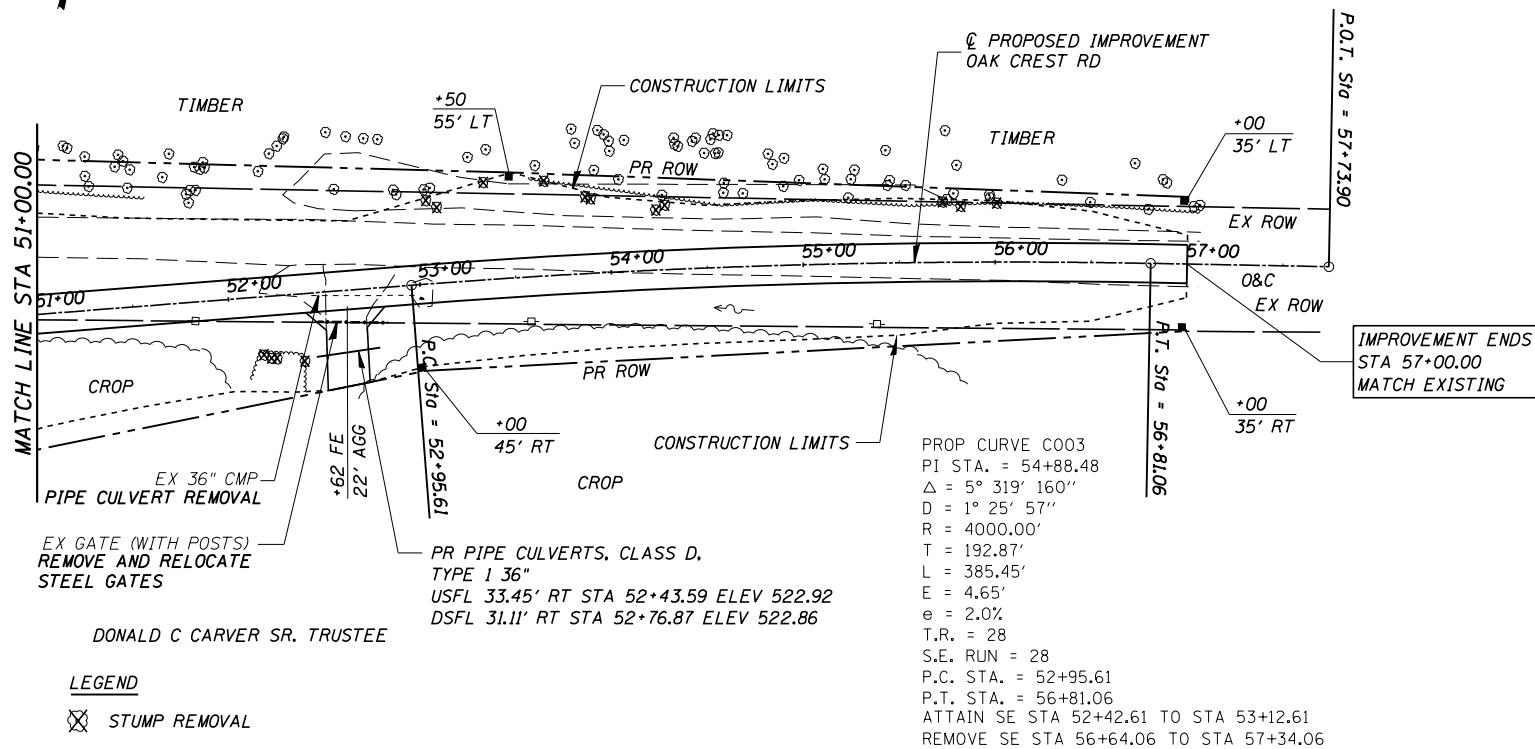 ℄ PROPOSED IMPROVEMENT
OAK CREST RD
P.O.T. Sta = 57+73.90
CONSTRUCTION LIMITS
TIMBER
+50
55' LT
TIMBER
+00
35' LT
PR ROW
EX ROW
MATCH LINE STA 51+00.00
51+00
52+00
53+00
54+00
55+00
56+00
57+00
O&C
EX ROW
IMPROVEMENT ENDS
STA 57+00.00
MATCH EXISTING
CROP
PR ROW
P.C. Sta = 52+95.61
P.T. Sta = 56+81.06
+00
45' RT
CONSTRUCTION LIMITS
+00
35' RT
+62 FE
22' AGG
CROP
EX 36" CMP
PIPE CULVERT REMOVAL
EX GATE (WITH POSTS)
REMOVE AND RELOCATE
STEEL GATES
PR PIPE CULVERTS, CLASS D,
TYPE 1 36"
USFL 33.45' RT STA 52+43.59 ELEV 522.92
DSFL 31.11' RT STA 52+76.87 ELEV 522.86
DONALD C CARVER SR. TRUSTEE
LEGEND
STUMP REMOVAL
PROP CURVE C003
PI STA. = 54+88.48
Δ = 5° 319' 160''
D = 1° 25' 57''
R = 4000.00'
T = 192.87'
L = 385.45'
E = 4.65'
e = 2.0%
T.R. = 28
S.E. RUN = 28
P.C. STA. = 52+95.61
P.T. STA. = 56+81.06
ATTAIN SE STA 52+42.61 TO STA 53+12.61
REMOVE SE STA 56+64.06 TO STA 57+34.06